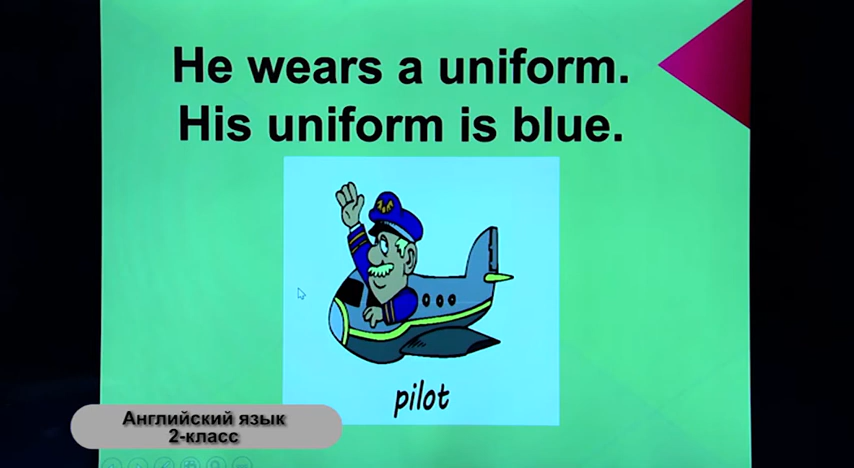 He wears a uniform.
His uniform is blue.
pilot
Английский язык
2-класс